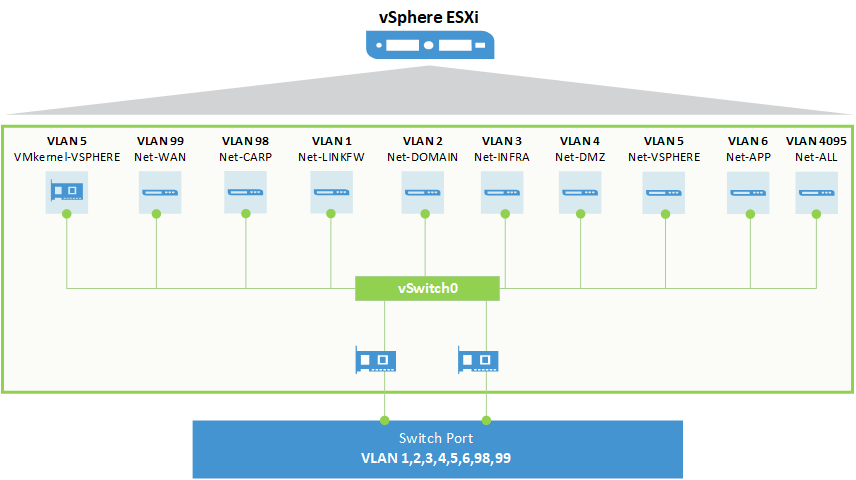 vSphere ESXi
VLAN 5
VMkernel-VSPHERE
VLAN 99
Net-WAN
VLAN 98
Net-CARP
VLAN 1
Net-LINKFW
VLAN 2
Net-DOMAIN
VLAN 3
Net-INFRA
VLAN 4
Net-DMZ
VLAN 5
Net-VSPHERE
VLAN 6
Net-APP
VLAN 4095
Net-ALL
vSwitch0
Switch Port
VLAN 1,2,3,4,5,6,98,99